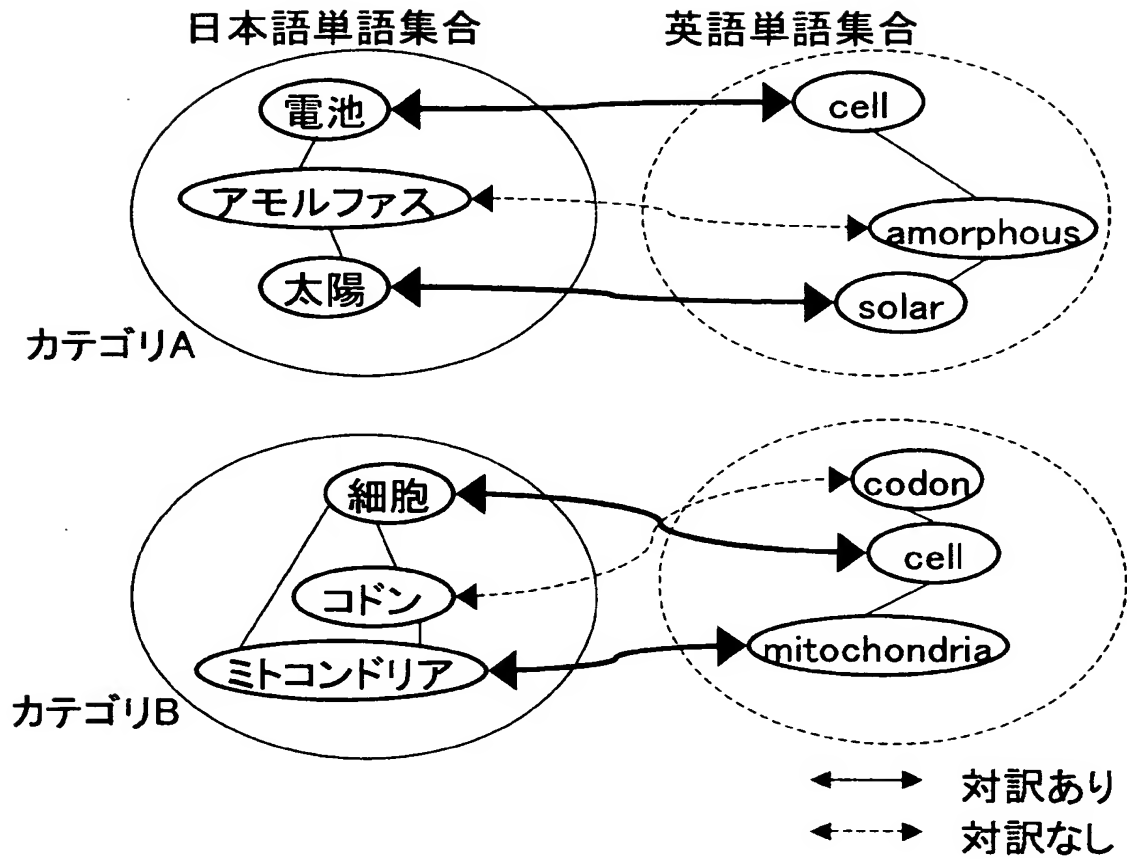 日本語単語集合
英語単語集合
電池
cell
アモルファス
amorphous
太陽
solar
カテゴリA
細胞
codon
cell
コドン
ミトコンドリア
mitochondria
カテゴリB
対訳あり
対訳なし